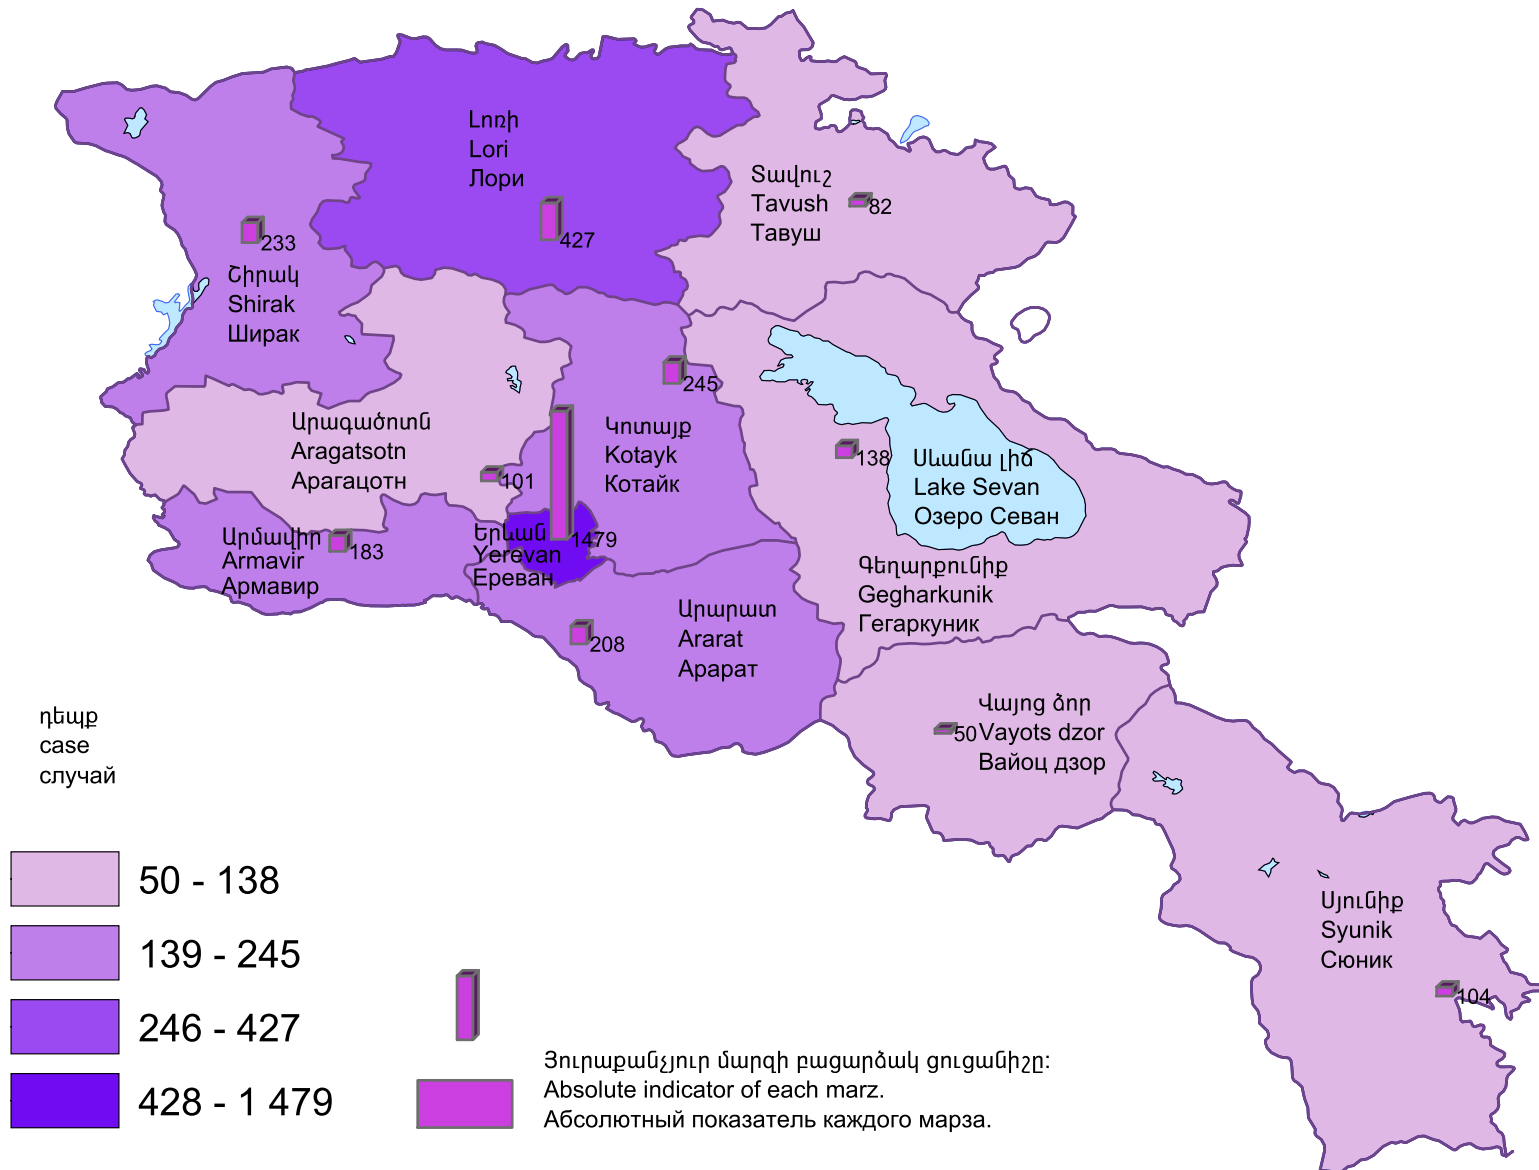 Լոռի
Lori
Лори
427
Տավուշ
Tavush
Тавуш
82
233
Շիրակ
Shirak
Ширак
245
Արագածոտն
Aragatsotn
Арагацотн
101
Կոտայք
Kotayk
Котайк
138
Սևանա լիճ
Lake Sevan
Озеро Севан
Արմավիր
Armavir
Армавир
183
Երևան
Yerevan
Ереван
1479
Գեղարքունիք
Gegharkunik
Гегаркуник
208
Արարատ
Ararat
Арарат
50
Վայոց ձոր
Vayots dzor
Вайоц дзор
Սյունիք
Syunik
Сюник
104
դեպք
case
случай
50 - 138
139 - 245
246 - 427
428 - 1 479
Յուրաքանչյուր մարզի բացարձակ ցուցանիշը:
Absolute indicator of each marz.
Абсолютный показатель каждого марза.